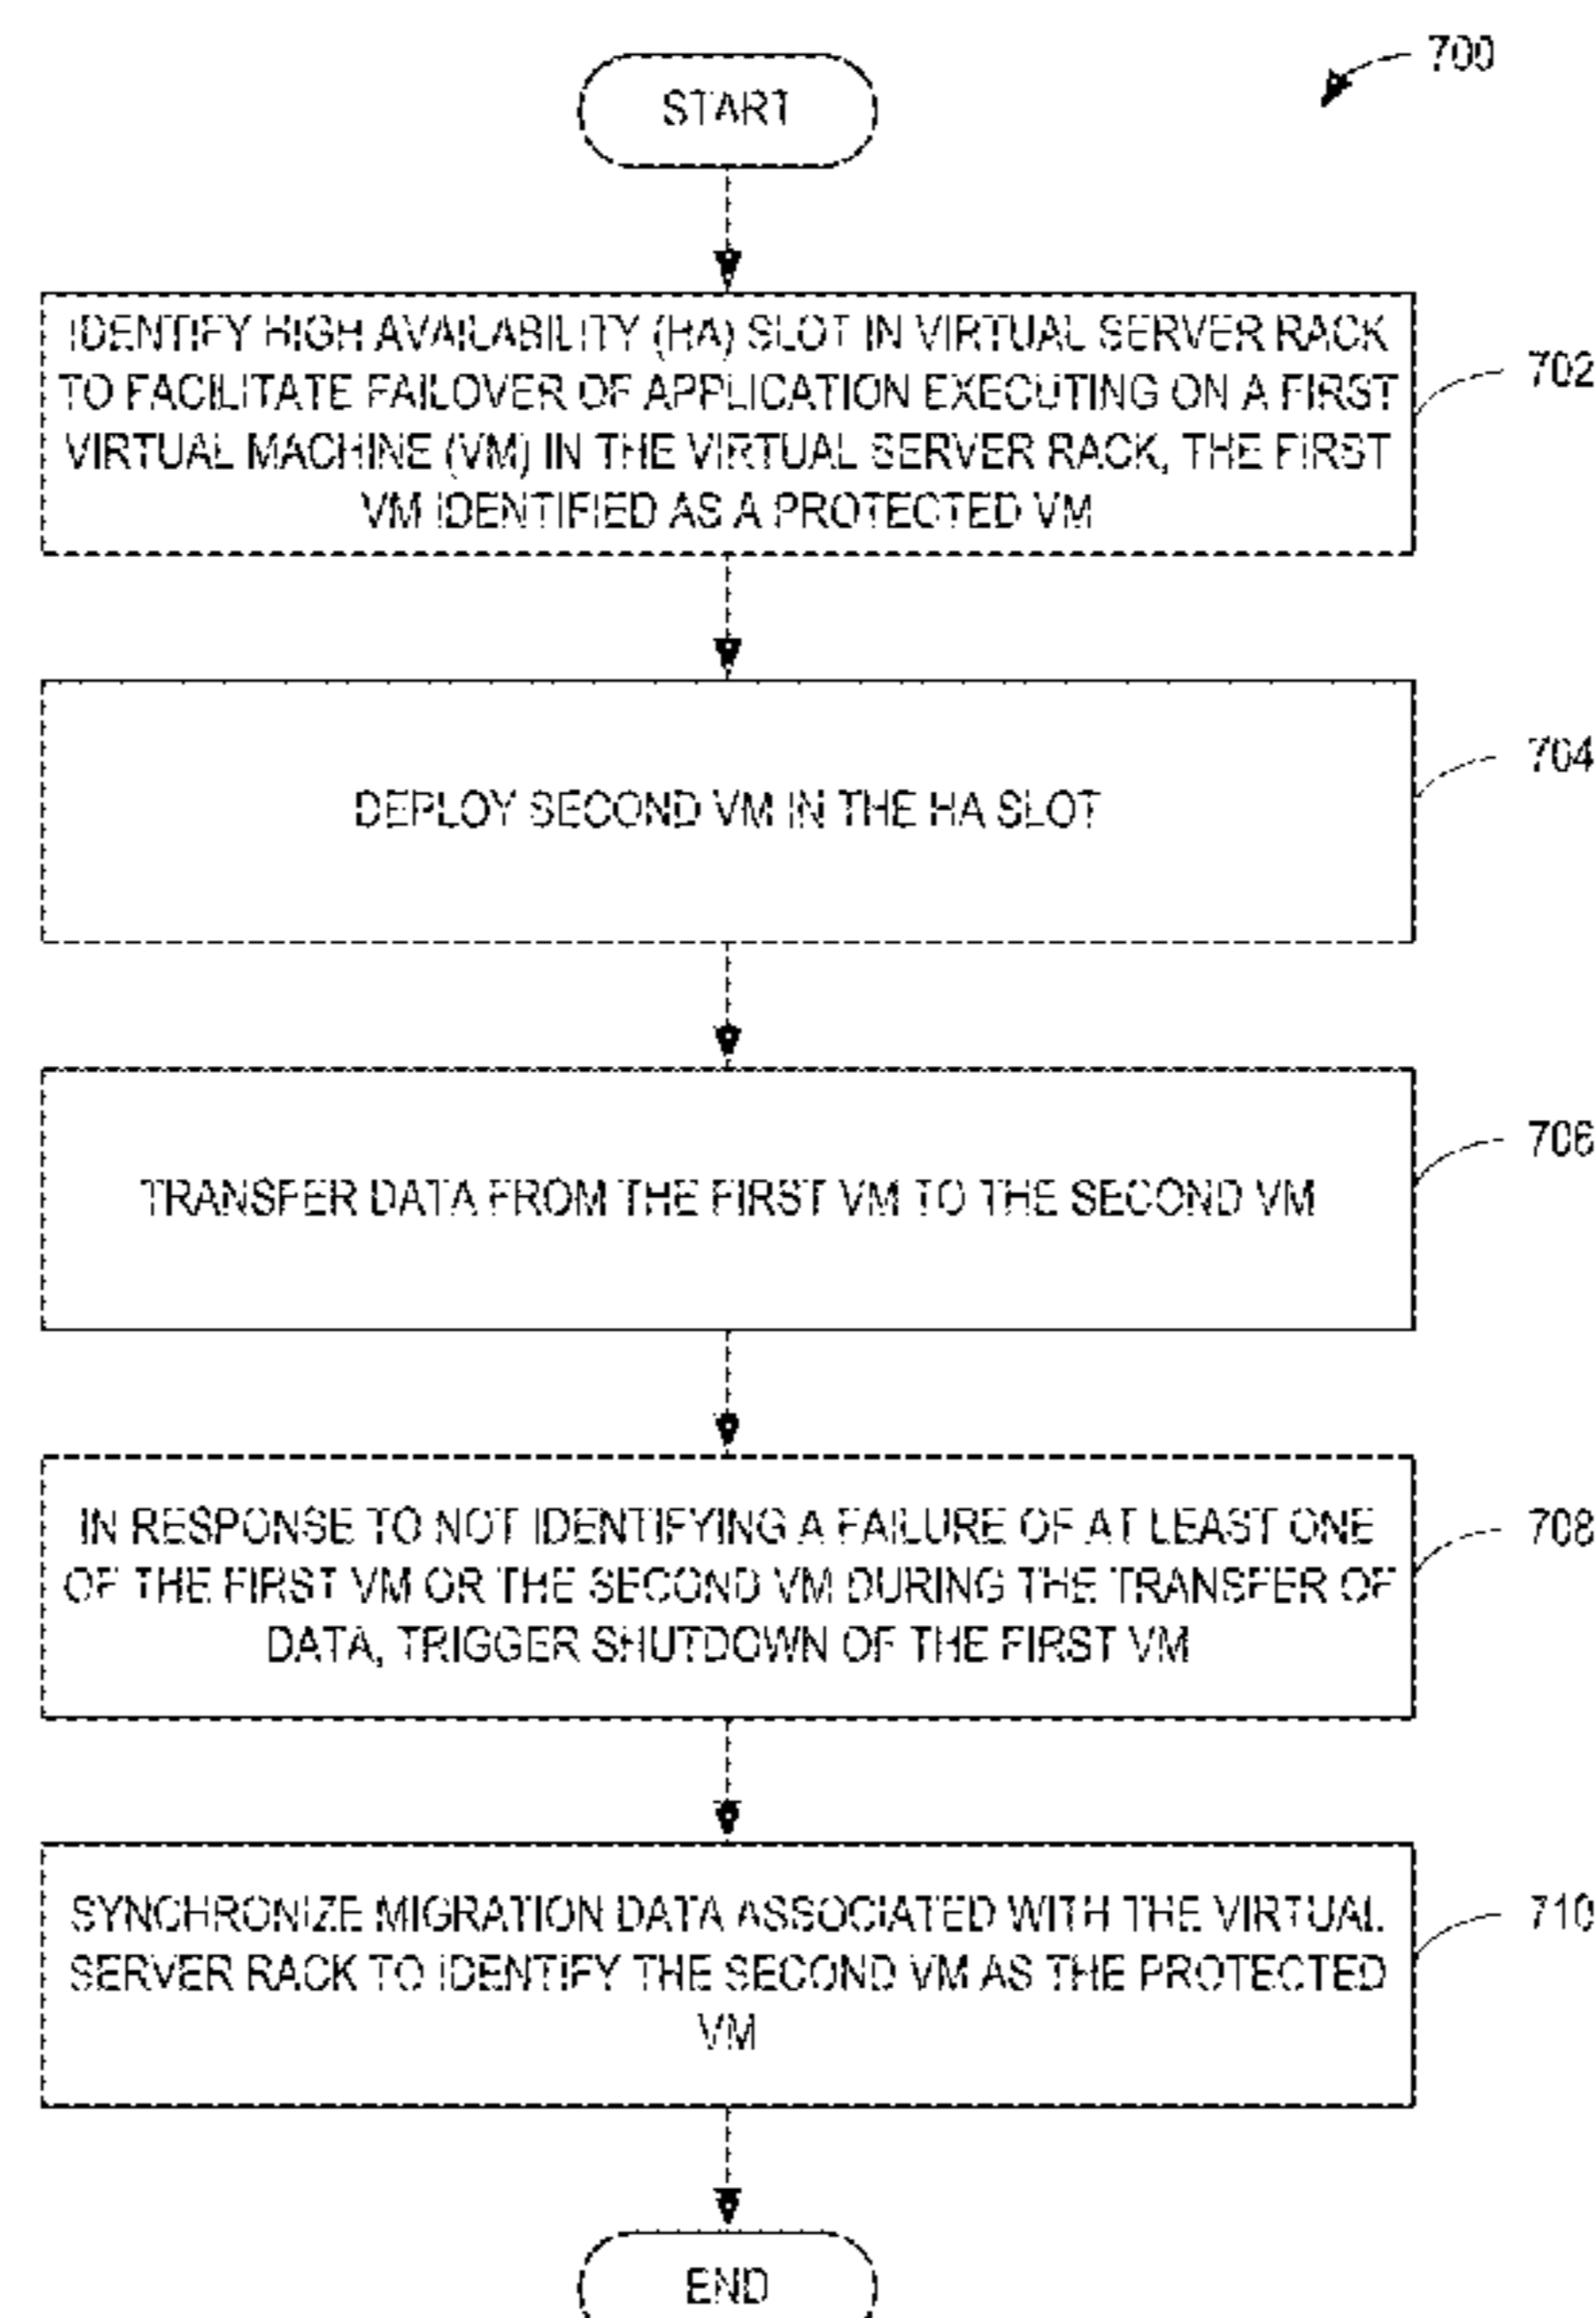 700
START
IDENTIFY HIGH AVAILABILITY (HA) SLOT IN VIRTUAL SERVER RACK
TO FACILITATE FAILOVER OF APPLICATION EXECUTING ON A FIRST
VIRTUAL MACHINE (VM) IN THE VIRTUAL SERVER RACK, THE FIRST
VM IDENTIFIED AS A PROTECTED VM
702
DEPLOY SECOND VM IN THE HA SLOT
704
TRANSFER DATA FROM THE FIRST VM TO THE SECOND VM
706
IN RESPONSE TO NOT IDENTIFYING A FAILURE OF AT LEAST ONE
OF THE FIRST VM OR THE SECOND VM DURING THE TRANSFER OF
DATA, TRIGGER SHUTDOWN OF THE FIRST VM
708
SYNCHRONIZE MIGRATION DATA ASSOCIATED WITH THE VIRTUAL
SERVER RACK TO IDENTIFY THE SECOND VM AS THE PROTECTED
VM
710
END